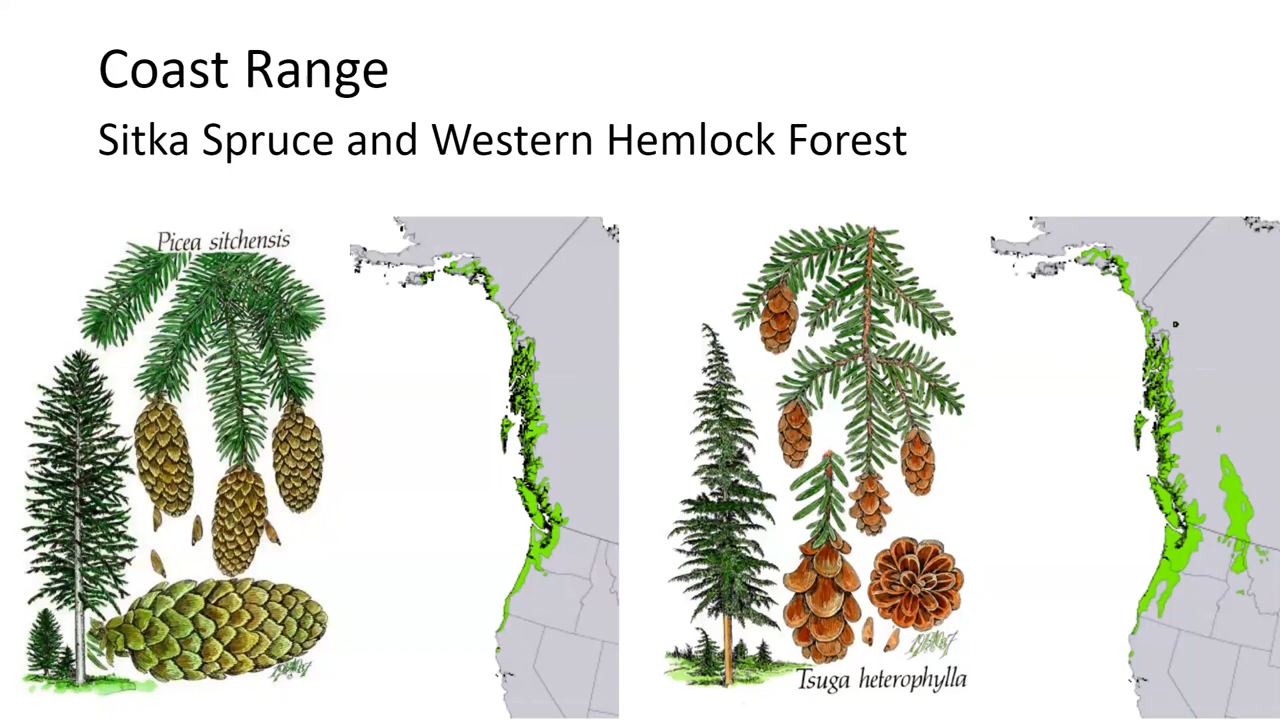 Coast Range
Sitka Spruce and Western Hemlock Forest
Picea sitchensis
Tsuga heterophylla